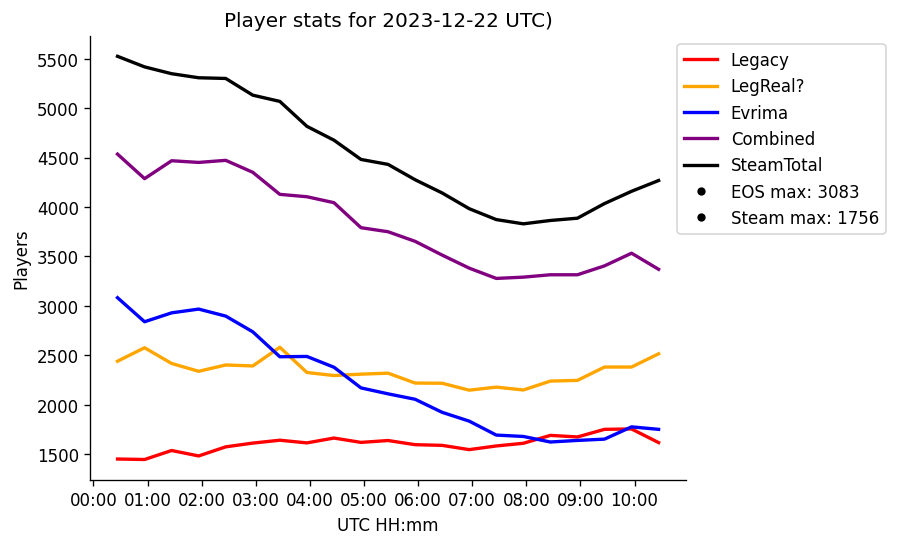 Player stats for 2023-12-22 UTC)
Legacy
LegReal?
Evrima
Combined
SteamTotal
EOS max: 3083
Steam max: 1756
Players
5500
5000
4500
4000
3500
3000
2500
2000
1500
00:00 01:00 02:00 03:00 04:00 05:00 06:00 07:00 08:00 09:00 10:00
UTC HH:mm